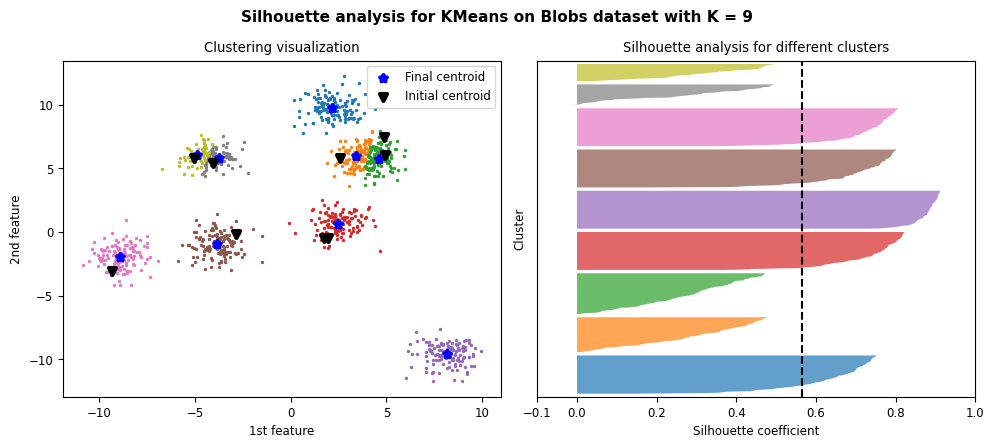 Silhouette analysis for KMeans on Blobs dataset with K = 9
Clustering visualization
Final centroid
Initial centroid
10
5
0
−5
−10
2nd feature
−10
−5
0
5
10
1st feature
Silhouette analysis for different clusters
Cluster
−0.1
0.0
0.2
0.4
0.6
0.8
1.0
Silhouette coefficient